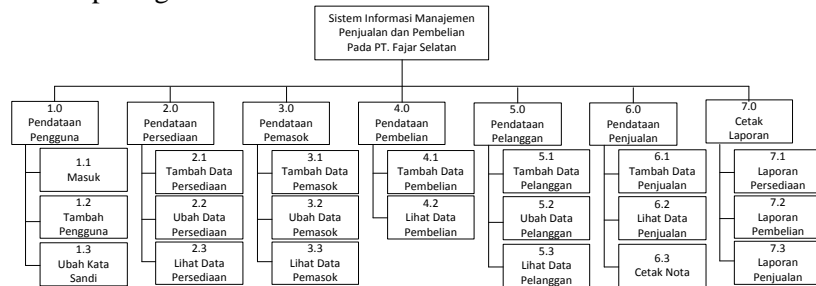 Sistem Informasi Manajemen
Penjualan dan Pembelian
Pada PT. Fajar Selatan
1.0
Pendataan
Pengguna
1.1
Masuk
1.2
Tambah
Pengguna
1.3
Ubah Kata
Sandi
2.0
Pendataan
Persediaan
2.1
Tambah Data
Persediaan
2.2
Ubah Data
Persediaan
2.3
Lihat Data
Persediaan
3.0
Pendataan
Pemasok
3.1
Tambah Data
Pemasok
3.2
Ubah Data
Pemasok
3.3
Lihat Data
Pemasok
4.0
Pendataan
Pembelian
4.1
Tambah Data
Pembelian
4.2
Lihat Data
Pembelian
5.0
Pendataan
Pelanggan
5.1
Tambah Data
Pelanggan
5.2
Ubah Data
Pelanggan
5.3
Lihat Data
Pelanggan
6.0
Pendataan
Penjualan
6.1
Tambah Data
Penjualan
6.2
Lihat Data
Penjualan
6.3
Cetak Nota
7.0
Cetak
Laporan
7.1
Laporan
Persediaan
7.2
Laporan
Pembelian
7.3
Laporan
Penjualan